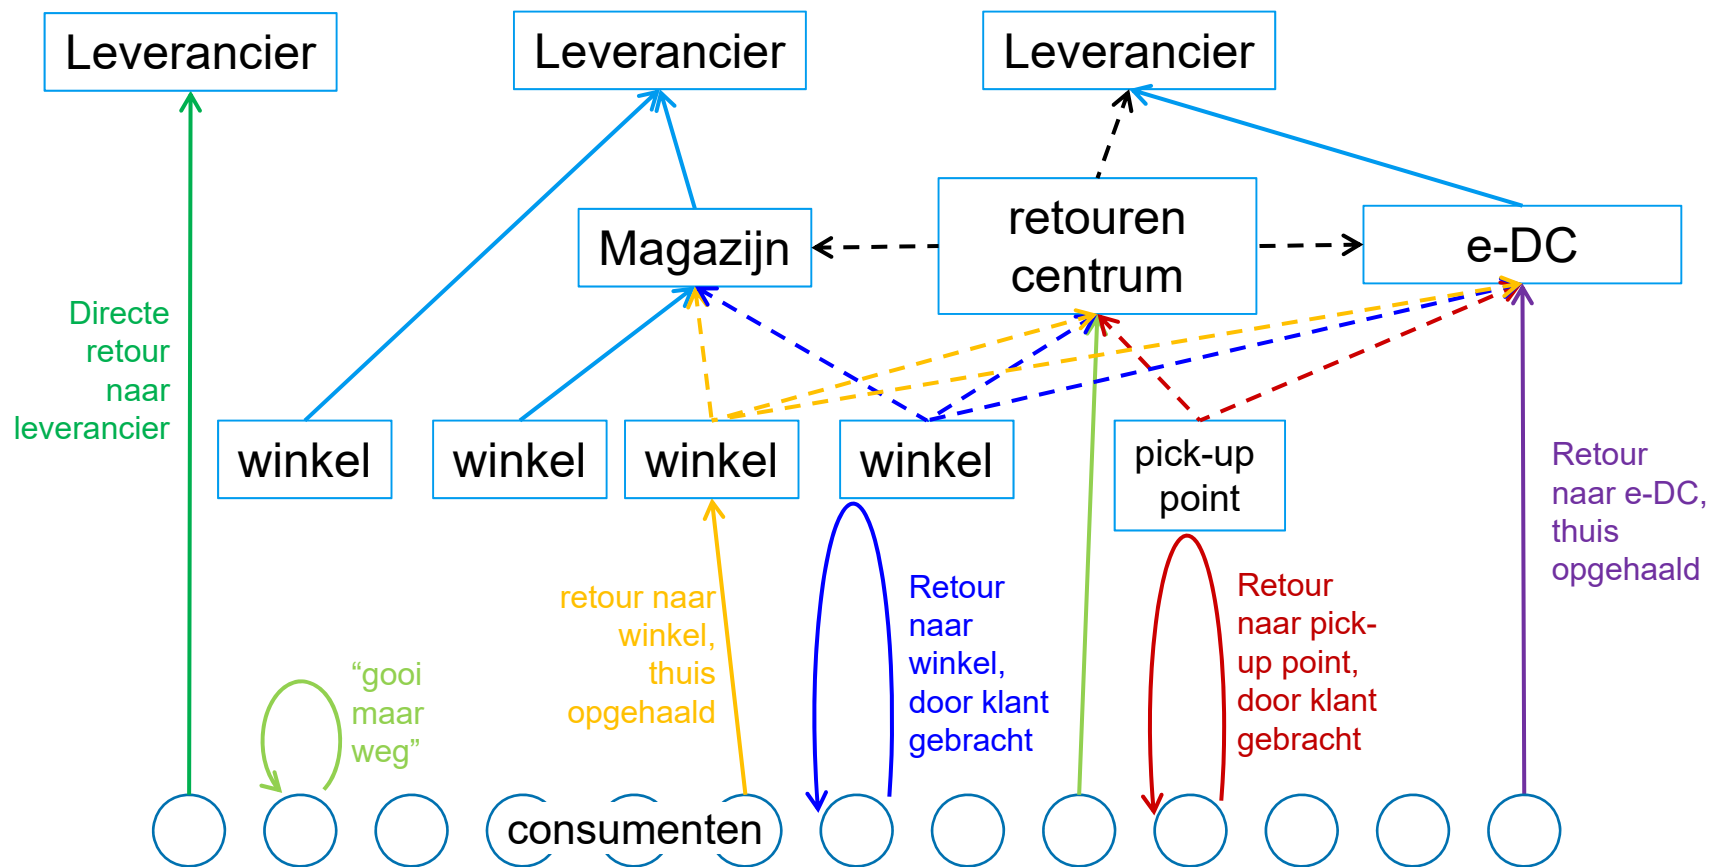 Leverancier
Leverancier
Leverancier
Magazijn
retouren
centrum
e-DC
Directe
retour
naar
leverancier
winkel
winkel
winkel
winkel
pick-up
point
Retour
naar e-DC,
thuis
opgehaald
retour naar
winkel,
thuis
opgehaald
Retour
naar
winkel,
door klant
gebracht
Retour
naar pick-
up point,
door klant
gebracht
“gooi
maar
weg”
consumenten